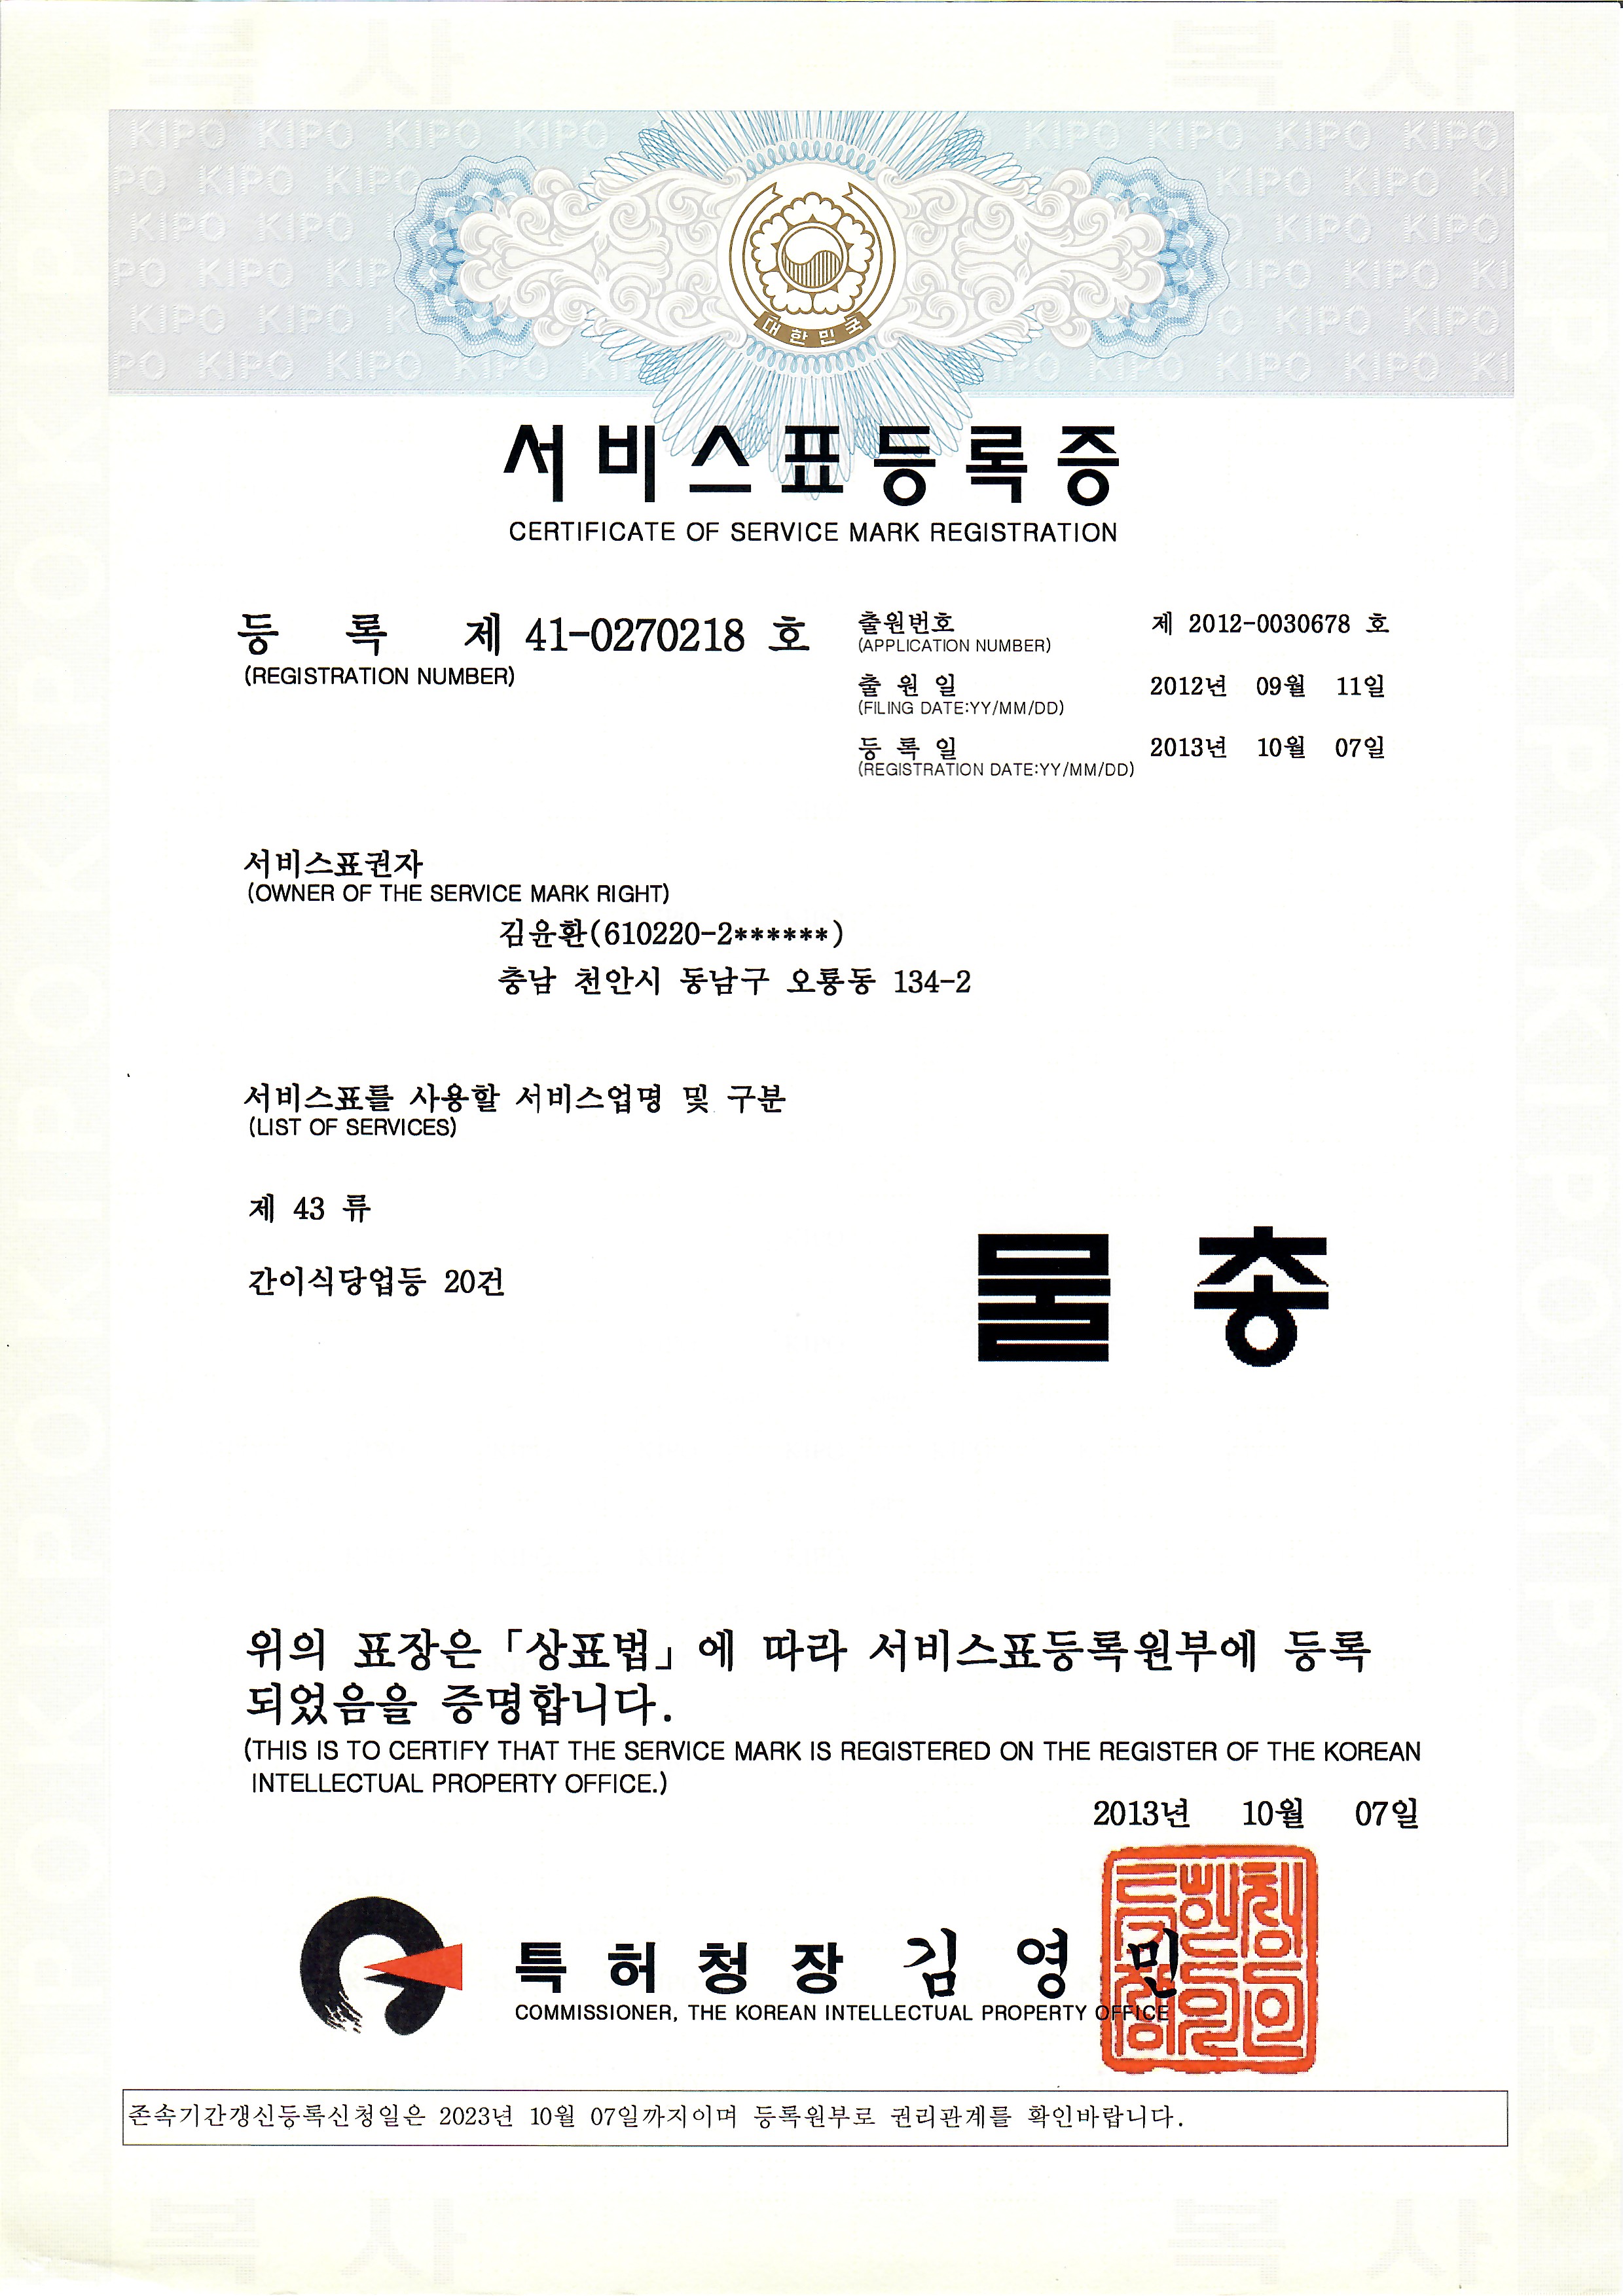 대한민국
서비스표등록증
CERTIFICATE OF SERVICE MARK REGISTRATION
등 록 제 41-0270218 호
(REGISTRATION NUMBER)
출원번호 제 2012-0030678 호
(APPLICATION NUMBER)
출 원 일 2012년 09월 11일
(FILING DATE:YY/MM/DD)
등 록 일 2013년 10월 07일
(REGISTRATION DATE:YY/MM/DD)
서비스표권자
(OWNER OF THE SERVICE MARK RIGHT)
김윤환(610220-2******)
충남 천안시 동남구 오룡동 134-2
서비스표를 사용할 서비스업명 및 구분
(LIST OF SERVICES)
제 43 류
간이식당업등 20건
물 총
위의 표장은「상표법」에 따라 서비스표등록원부에 등록
되었음을 증명합니다.
(THIS IS TO CERTIFY THAT THE SERVICE MARK IS REGISTERED ON THE REGISTER OF THE KOREAN
INTELLECTUAL PROPERTY OFFICE.)
2013년 10월 07일
특허청장 김영민
COMMISSIONER, THE KOREAN INTELLECTUAL PROPERTY OFFICE
존속기간갱신등록신청일은 2023년 10월 07일까지이며 등록원부로 권리관계를 확인바랍니다.